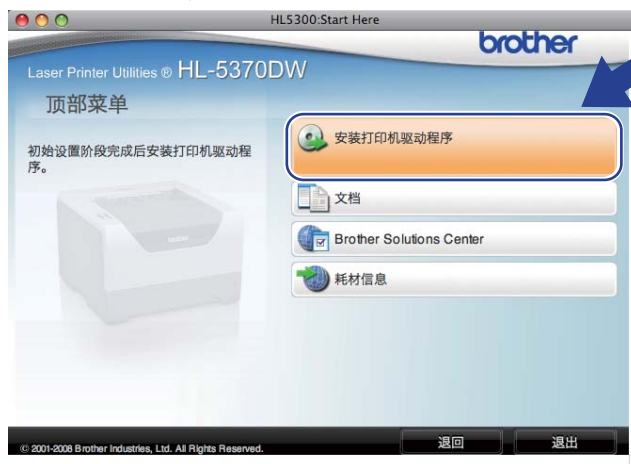 HL5300:Start Here
brother
Laser Printer Utilities ® HL-5370DW
顶部菜单
初始设置阶段完成后安装打印机驱动程
序。
安装打印机驱动程序
文档
Brother Solutions Center
耗材信息
© 2001-2008 Brother Industries, Ltd. All Rights Reserved.
退回
退出